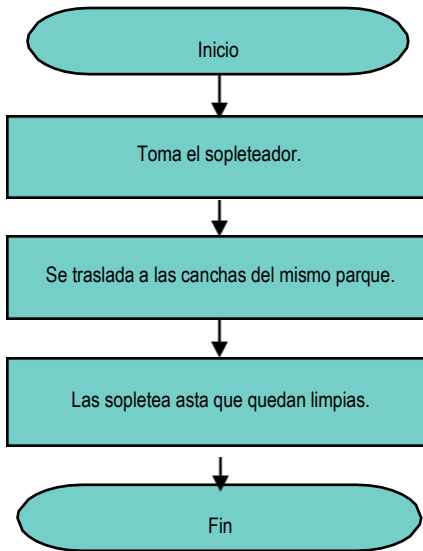 Inicio
Toma el sopleteador.
Se traslada a las canchas del mismo parque.
Las sopletea asta que quedan limpias.
Fin